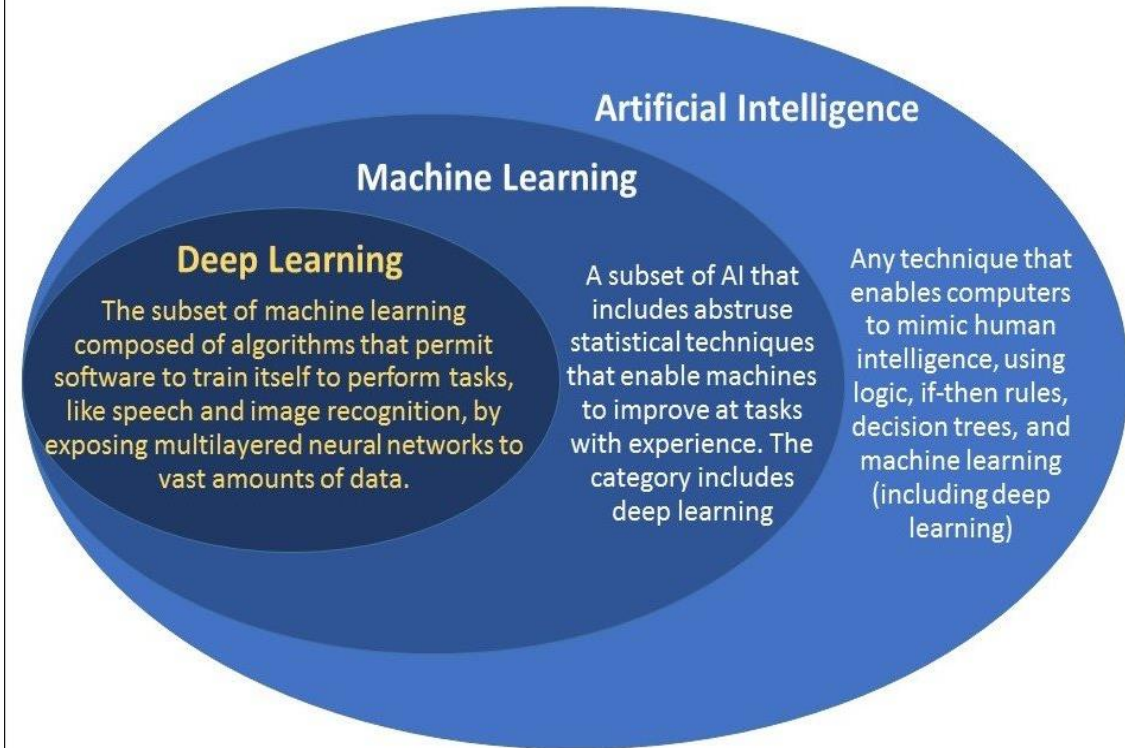 Artificial Intelligence
Machine Learning
Deep Learning
The subset of machine learning
composed of algorithms that permit
software to train itself to perform tasks,
like speech and image recognition, by
exposing multilayered neural networks to
vast amounts of data.
A subset of AI that
includes abstruse
statistical techniques
that enable machines
to improve at tasks
with experience. The
category includes
deep learning
Any technique that
enables computers
to mimic human
intelligence, using
logic, if-then rules,
decision trees, and
machine learning
(including deep
learning)